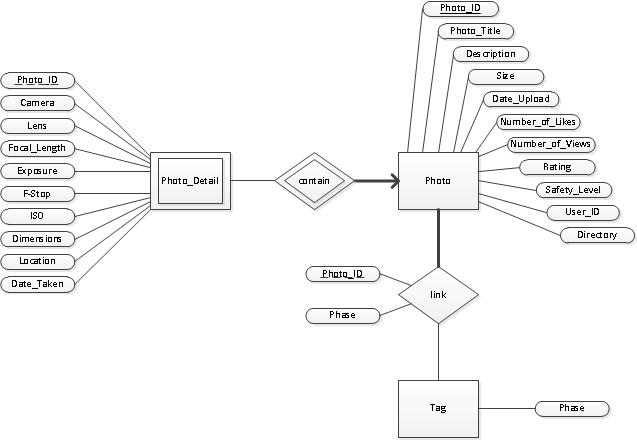 Photo_ID
Photo_Title
Description
Size
Date_Upload
Number_of_Likes
Number_of_Views
Rating
Safety_Level
User_ID
Directory
Photo_ID
Camera
Lens
Focal_Length
Exposure
F-Stop
ISO
Dimensions
Location
Date_Taken
Photo_Detail
contain
Photo
Photo_ID
Phase
link
Tag
Phase